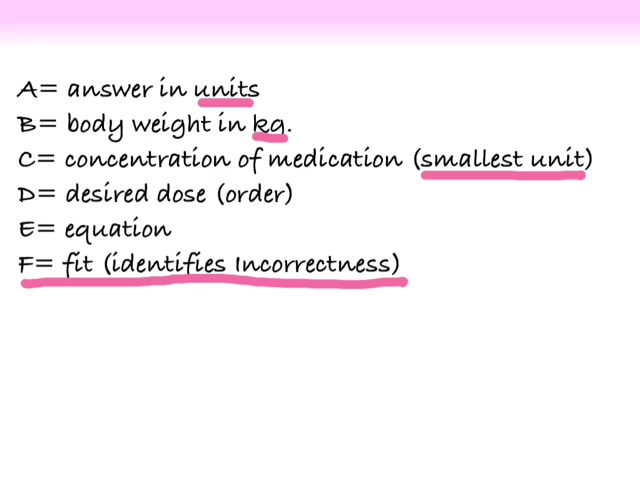 A= answer in units
B= body weight in kg.
C= concentration of medication (smallest unit)
D= desired dose (order)
E= equation
F= fit (identifies Incorrectness)